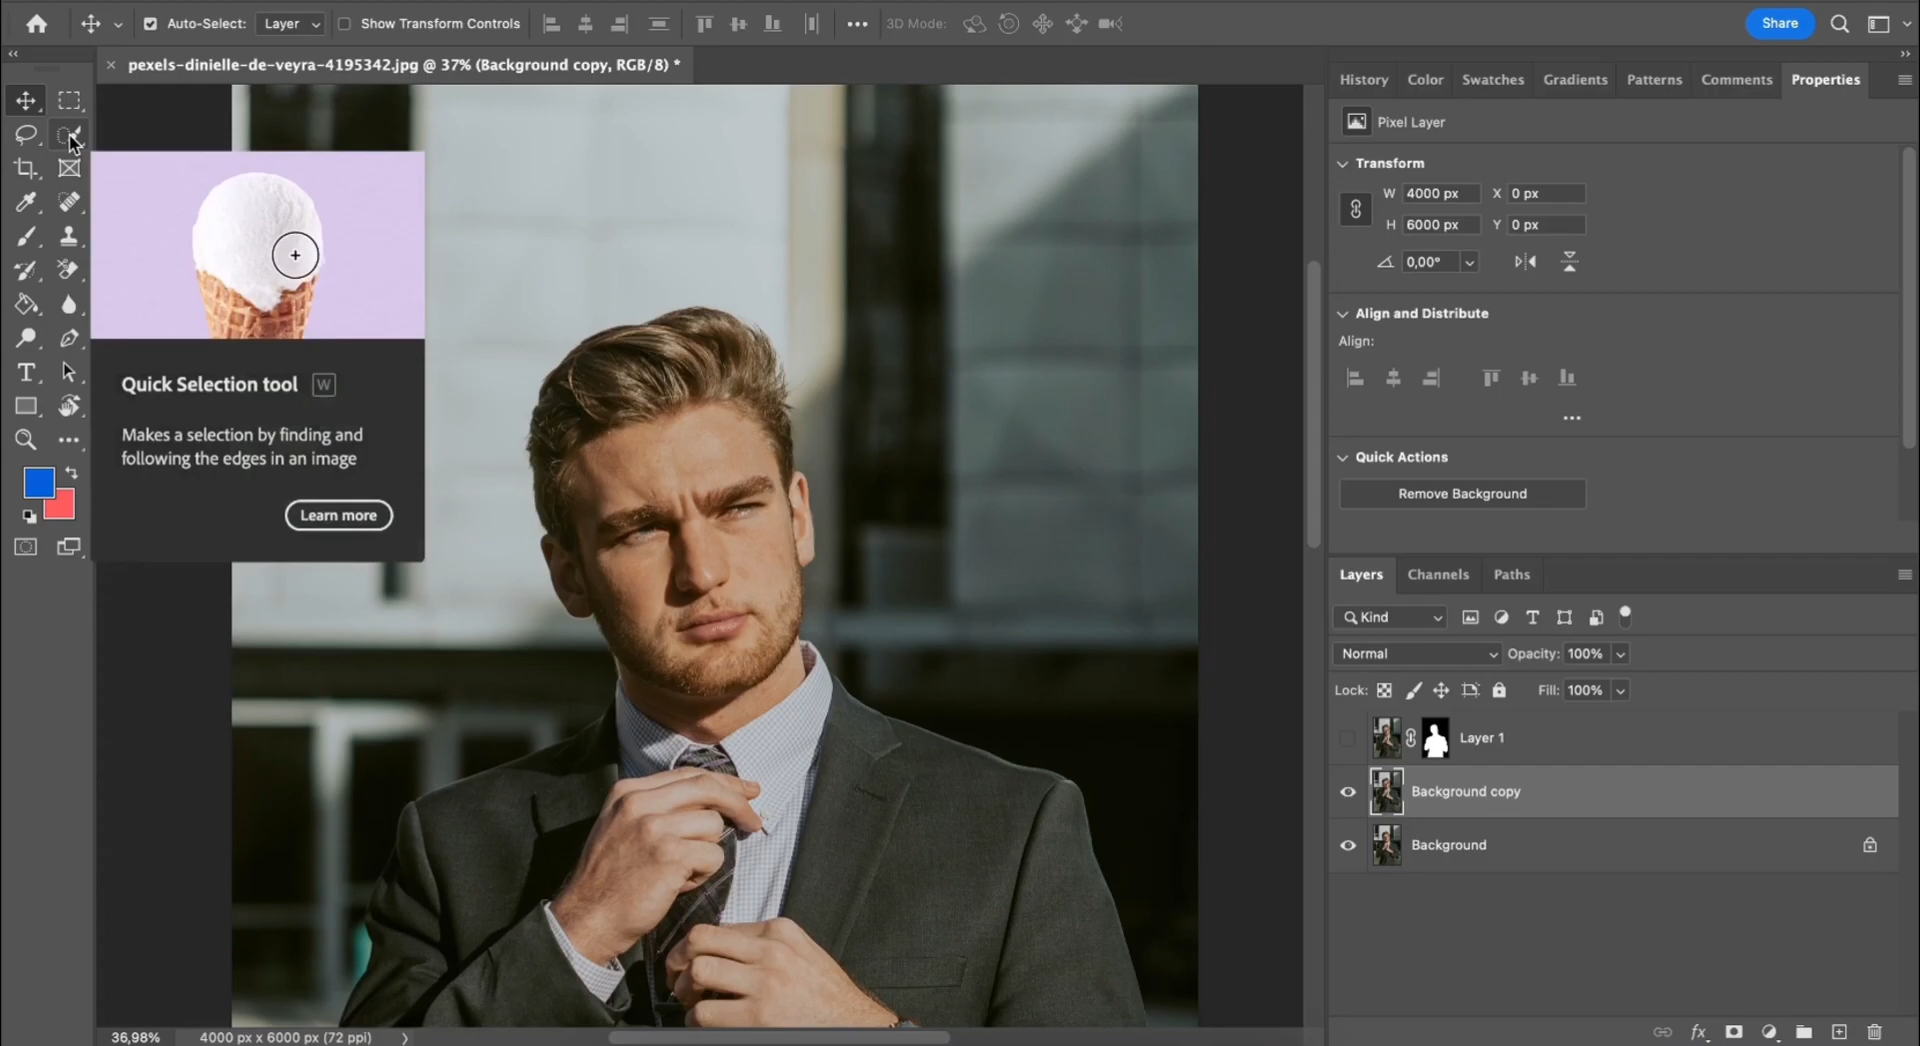 Auto-Select: Layer Show Transform Controls 3D Mode: Share
pexels-dinielle-de-veyra-4195342.jpg @ 37% (Background copy, RGB/8) *
Quick Selection tool W
Makes a selection by finding and
following the edges in an image
Learn more
36,98% 4000 px x 6000 px (72 ppi)
History Color Swatches Gradients Patterns Comments Properties
Pixel Layer
Transform
W 4000 px X 0 px
H 6000 px Y 0 px
0,00°
Align and Distribute
Align:
Quick Actions
Remove Background
Layers Channels Paths
Kind
Normal Opacity: 100%
Lock: Fill: 100%
Layer 1
Background copy
Background